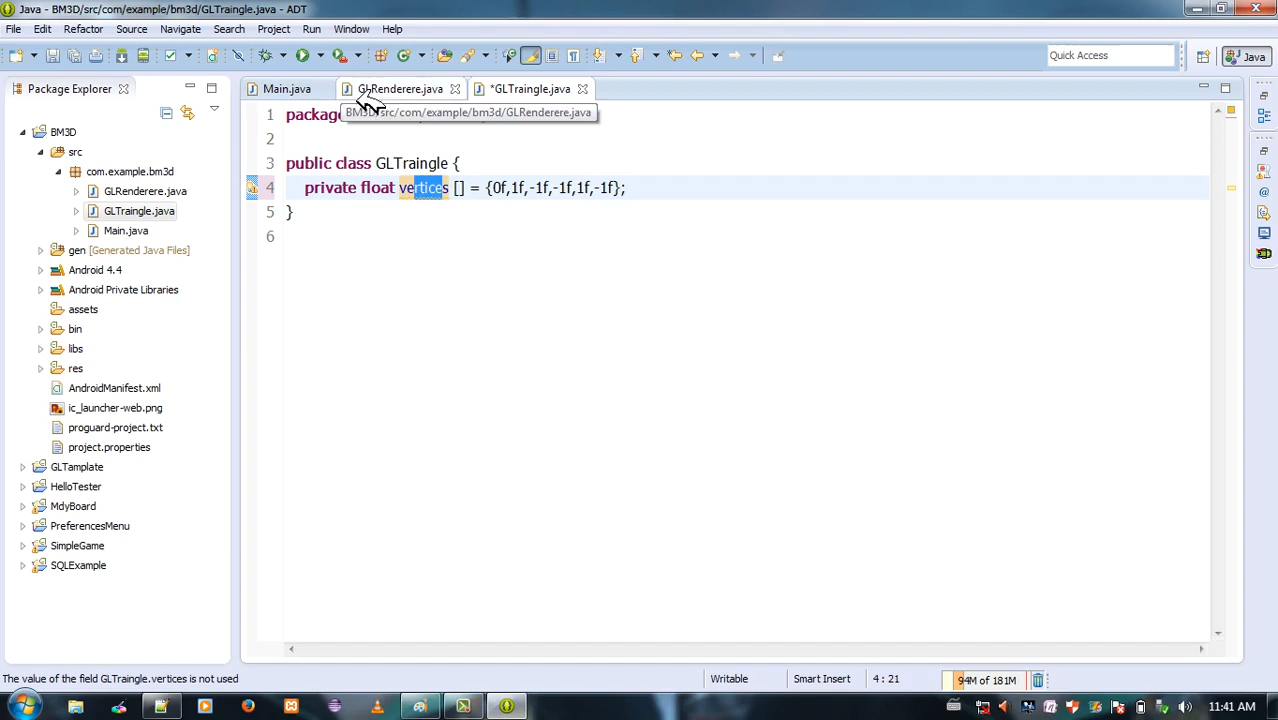 Java - BM3D/src/com/example/bm3d/GLTraingle.java - ADT
File Edit Refactor Source Navigate Search Project Run Window Help
Quick Access
Java
Package Explorer
Main.java GLRenderere.java *GLTraingle.java
BM3D/src/com/example/bm3d/GLRenderere.java
1 package
2
3 public class GLTraingle {
4 private float vertices [] = {0f,1f,-1f,-1f,1f,-1f};
5 }
6
BM3D
src
com.example.bm3d
GLRenderere.java
GLTraingle.java
Main.java
gen [Generated Java Files]
Android 4.4
Android Private Libraries
assets
bin
libs
res
AndroidManifest.xml
ic_launcher-web.png
proguard-project.txt
project.properties
GLTamplate
HelloTester
MdyBoard
PreferencesMenu
SimpleGame
SQLExample
The value of the field GLTraingle.vertices is not used
Writable
Smart Insert
4 : 21
94M of 181M
11:41 AM